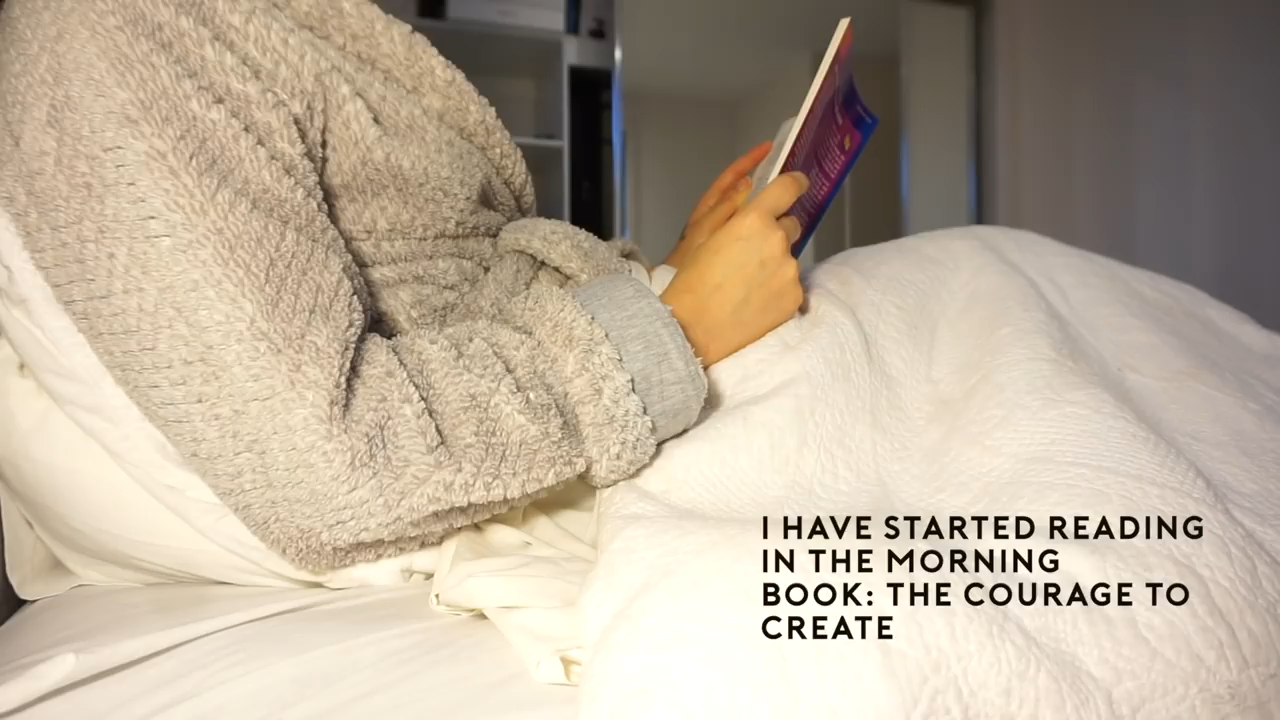 I HAVE STARTED READING
IN THE MORNING
BOOK: THE COURAGE TO
CREATE